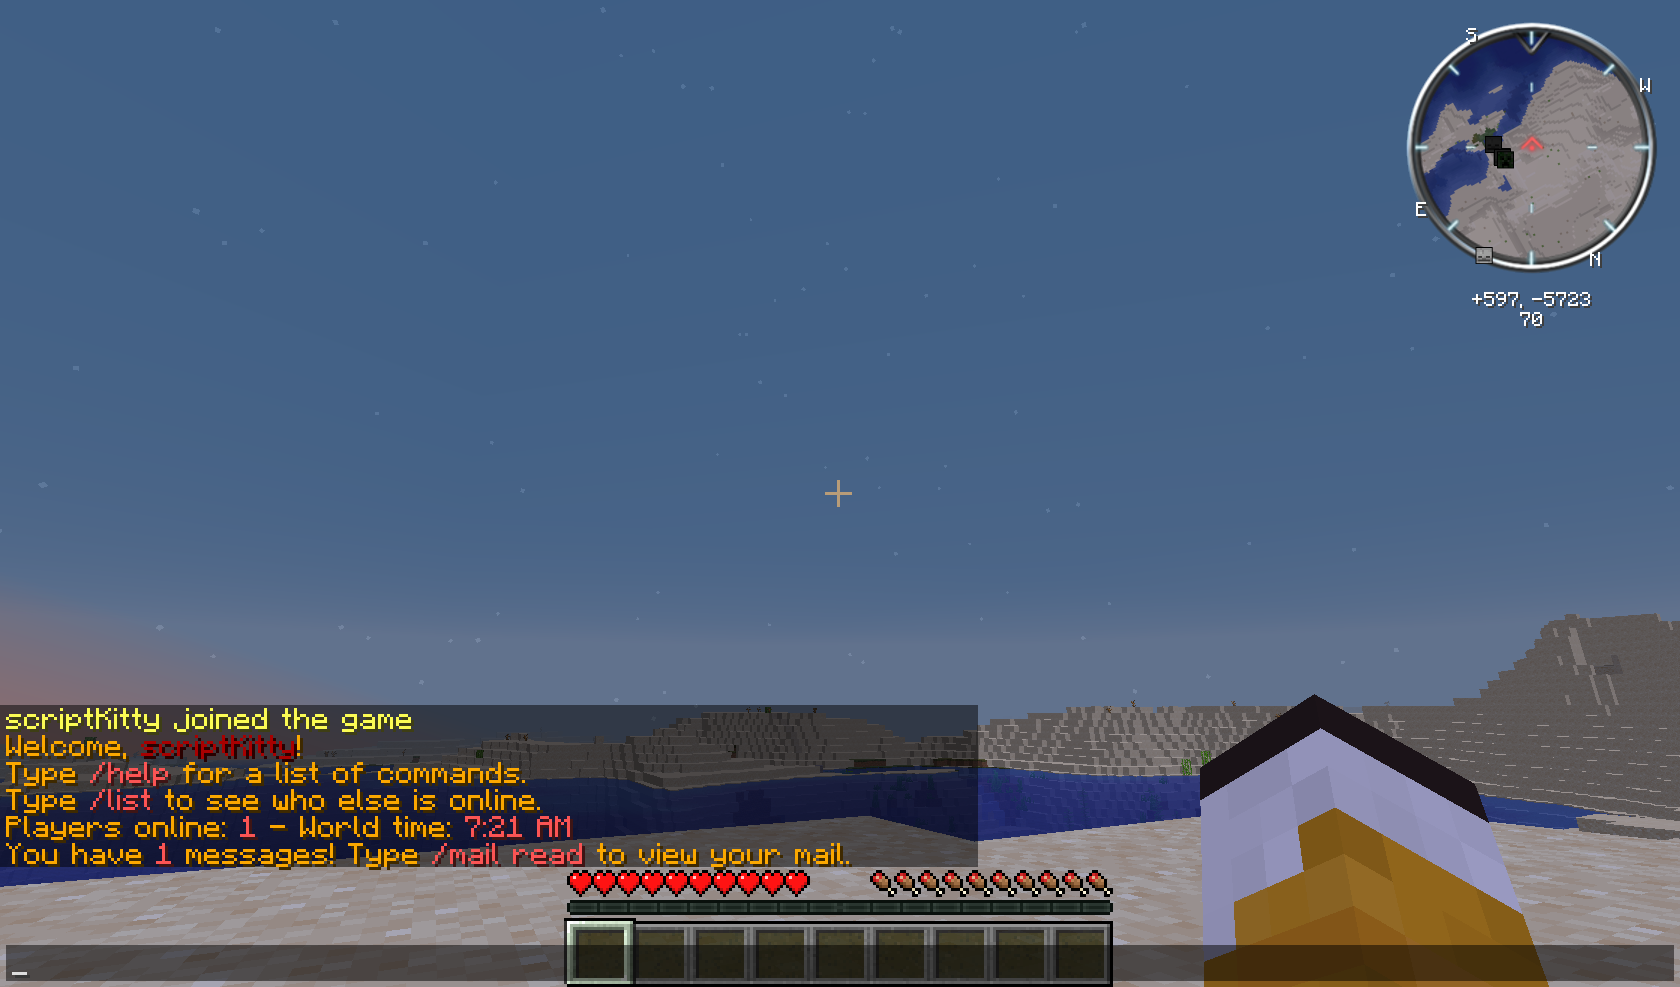 S
W
E
N
+597, -5723
70
scriptKitty joined the game
Welcome, scriptKitty!
Type /help for a list of commands.
Type /list to see who else is online.
Players online: 1 - World time: 7:21 AM
You have 1 messages! Type /mail read to view your mail.
_